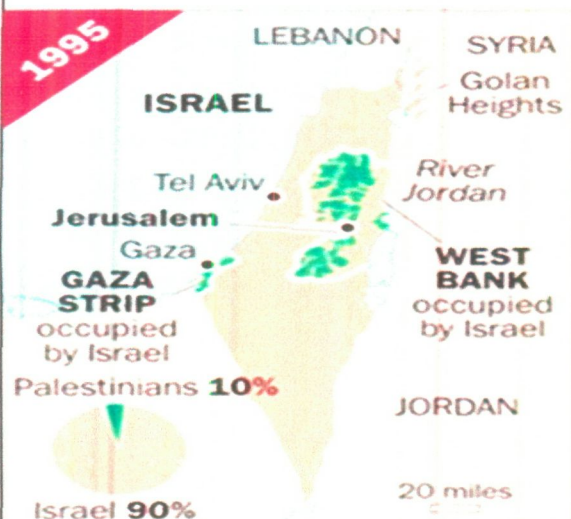 1995
LEBANON
SYRIA
Golan
Heights
ISRAEL
River
Jordan
Tel Aviv
Jerusalem
Gaza
GAZA
STRIP
occupied
by Israel
WEST
BANK
occupied
by Israel
Palestinians 10%
JORDAN
20 miles
Israel 90%